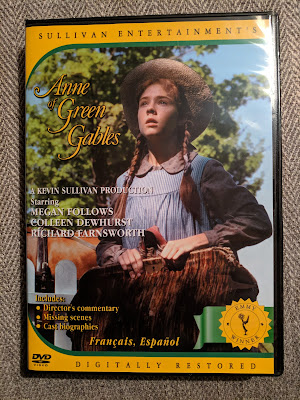 SULLIVAN ENTERTAINMENT'S
Anne
of Green
Gables
A KEVIN SULLIVAN PRODUCTION
Starring
MEGAN FOLLOWS
COLLEEN DEWHURST
RICHARD FARNSWORTH
Includes:
• Director's commentary
• Missing scenes
• Cast biographies
EMMY
WINNER
Français, Español
DVD
VIDEO
DIGITALLY RESTORED